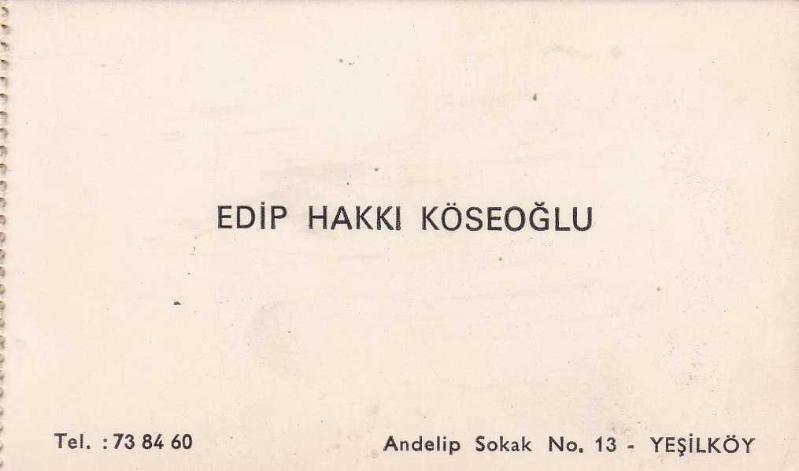 EDİP HAKKI KÖSEOĞLU
Tel. : 73 84 60
Andelip Sokak No. 13 - YEŞİLKÖY